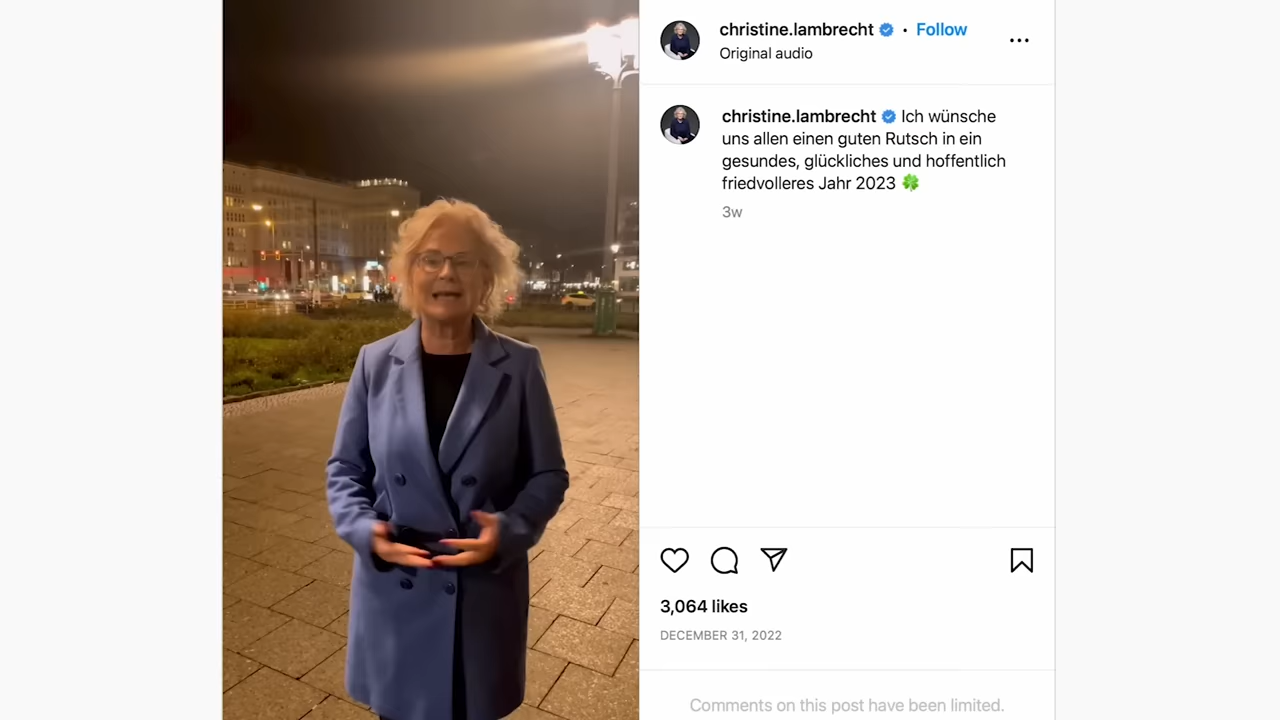 christine.lambrecht • Follow
Original audio
christine.lambrecht Ich wünsche
uns allen einen guten Rutsch in ein
gesundes, glückliches und hoffentlich
friedvolleres Jahr 2023 🍀
3w
3,064 likes
DECEMBER 31, 2022
Comments on this post have been limited.